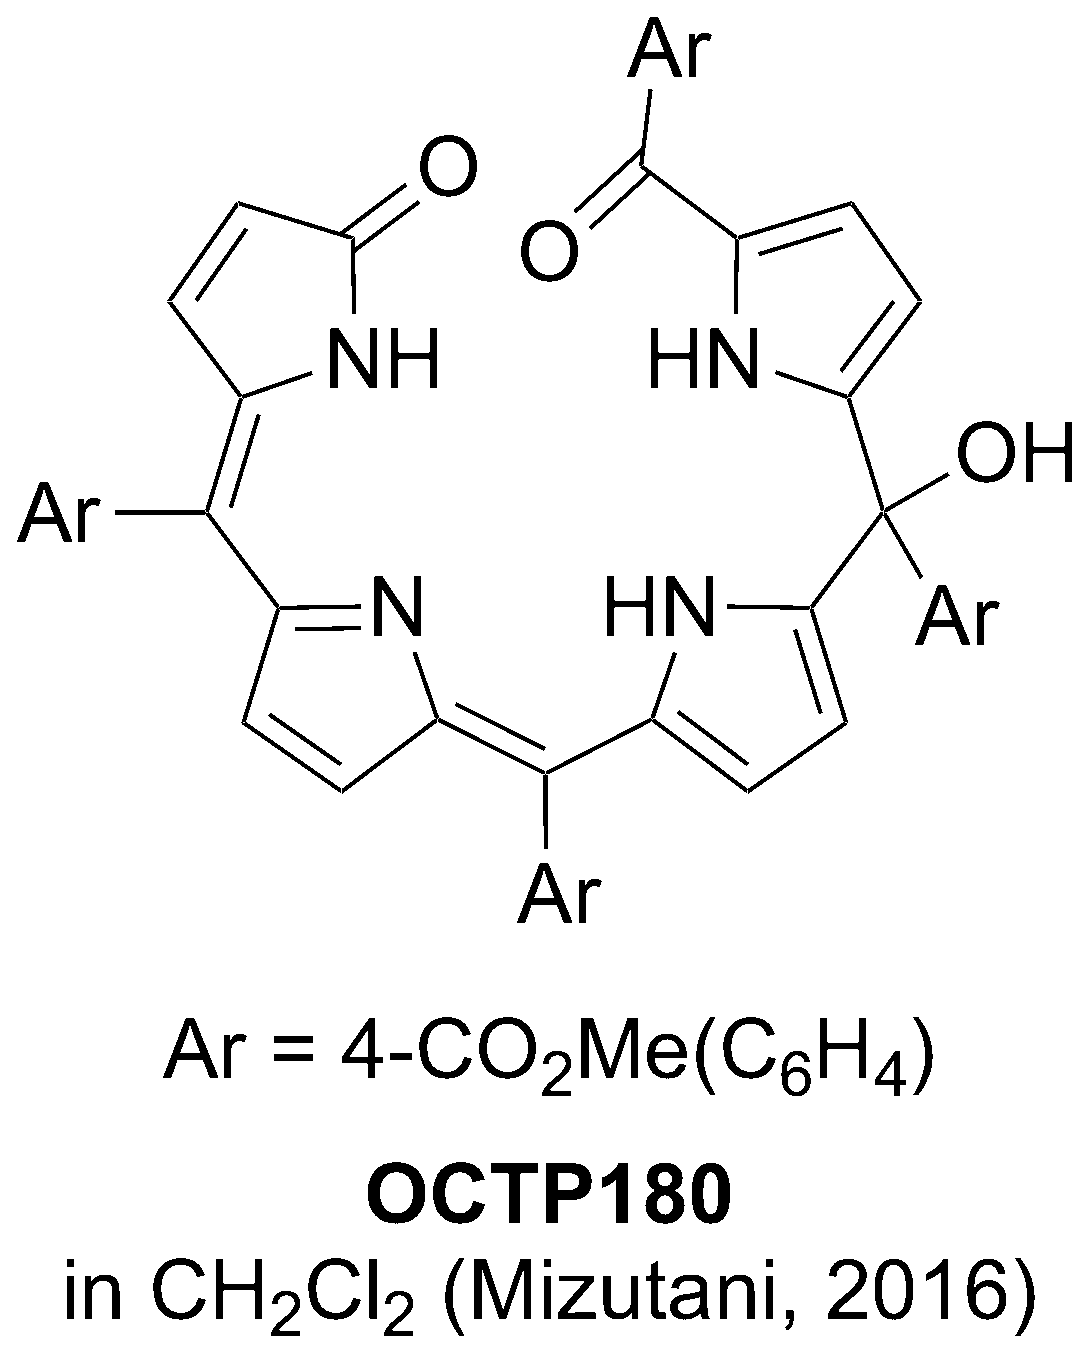 Ar
O
O
NH
HN
OH
Ar
N
HN
Ar
Ar
Ar = 4-CO₂Me(C₆H₄)
OCTP180
in CH₂Cl₂ (Mizutani, 2016)